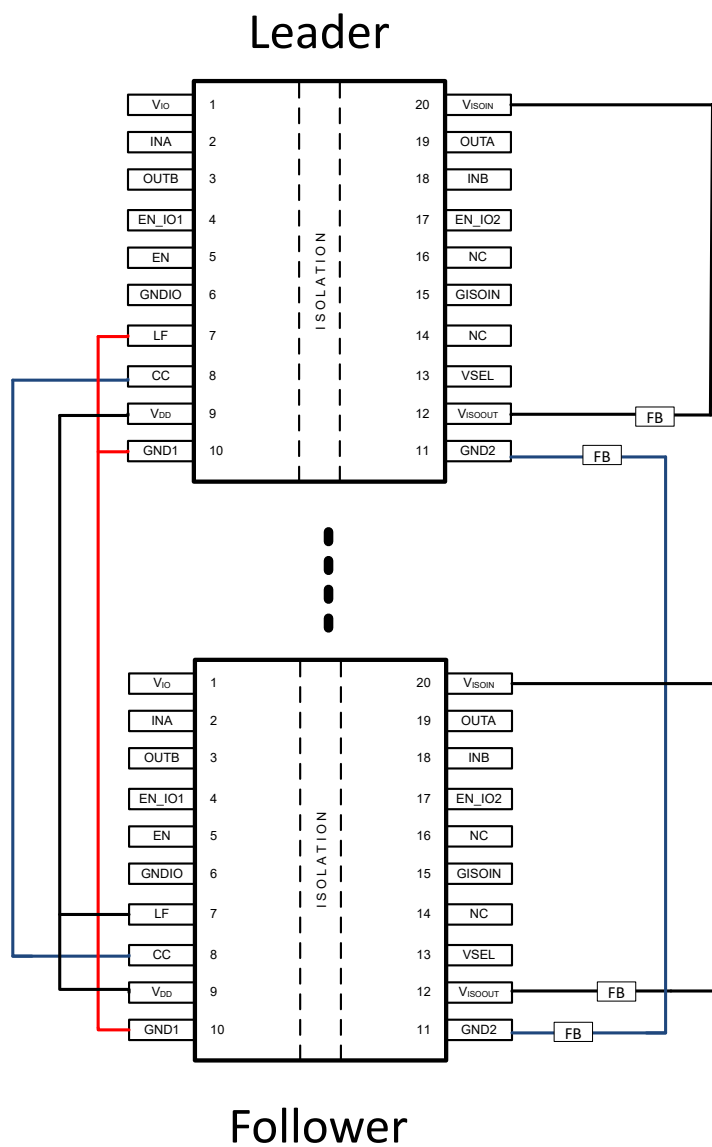 Leader
VIO 1 20 VISOIN
INA 2 19 OUTA
OUTB 3 18 INB
EN_IO1 4 17 EN_IO2
EN 5 16 NC
GNDIO 6 15 GISOIN
LF 7 14 NC
CC 8 13 VSEL
VDD 9 12 VISOOUT FB
GND1 10 11 GND2 FB
ISOLATION
VIO 1 20 VISOIN
INA 2 19 OUTA
OUTB 3 18 INB
EN_IO1 4 17 EN_IO2
EN 5 16 NC
GNDIO 6 15 GISOIN
LF 7 14 NC
CC 8 13 VSEL
VDD 9 12 VISOOUT FB
GND1 10 11 GND2 FB
ISOLATION
Follower